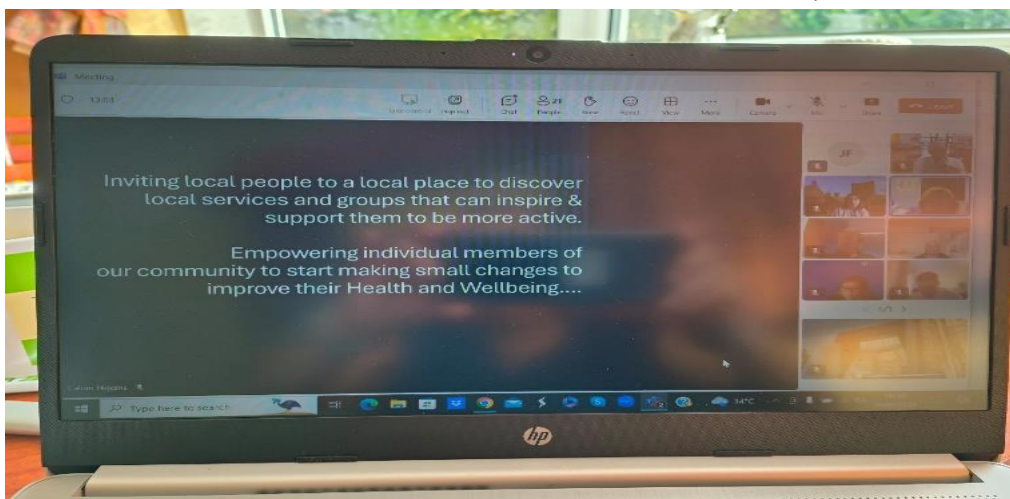 Meeting
Chat
People
React
View
More
Camera
Mic
Share
JF
Inviting local people to a local place to discover
local services and groups that can inspire &
support them to be more active.
Empowering individual members of
our community to start making small changes to
improve their Health and Wellbeing....
Type here to search
hp